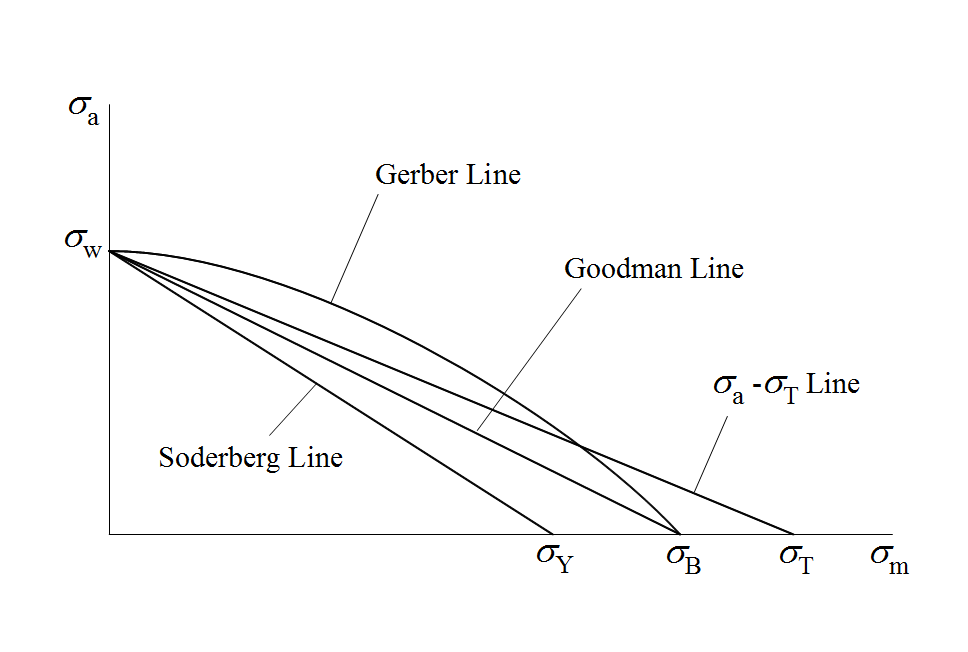 σa
Gerber Line
σw
Goodman Line
σa -σT Line
Soderberg Line
σY
σB
σT
σm